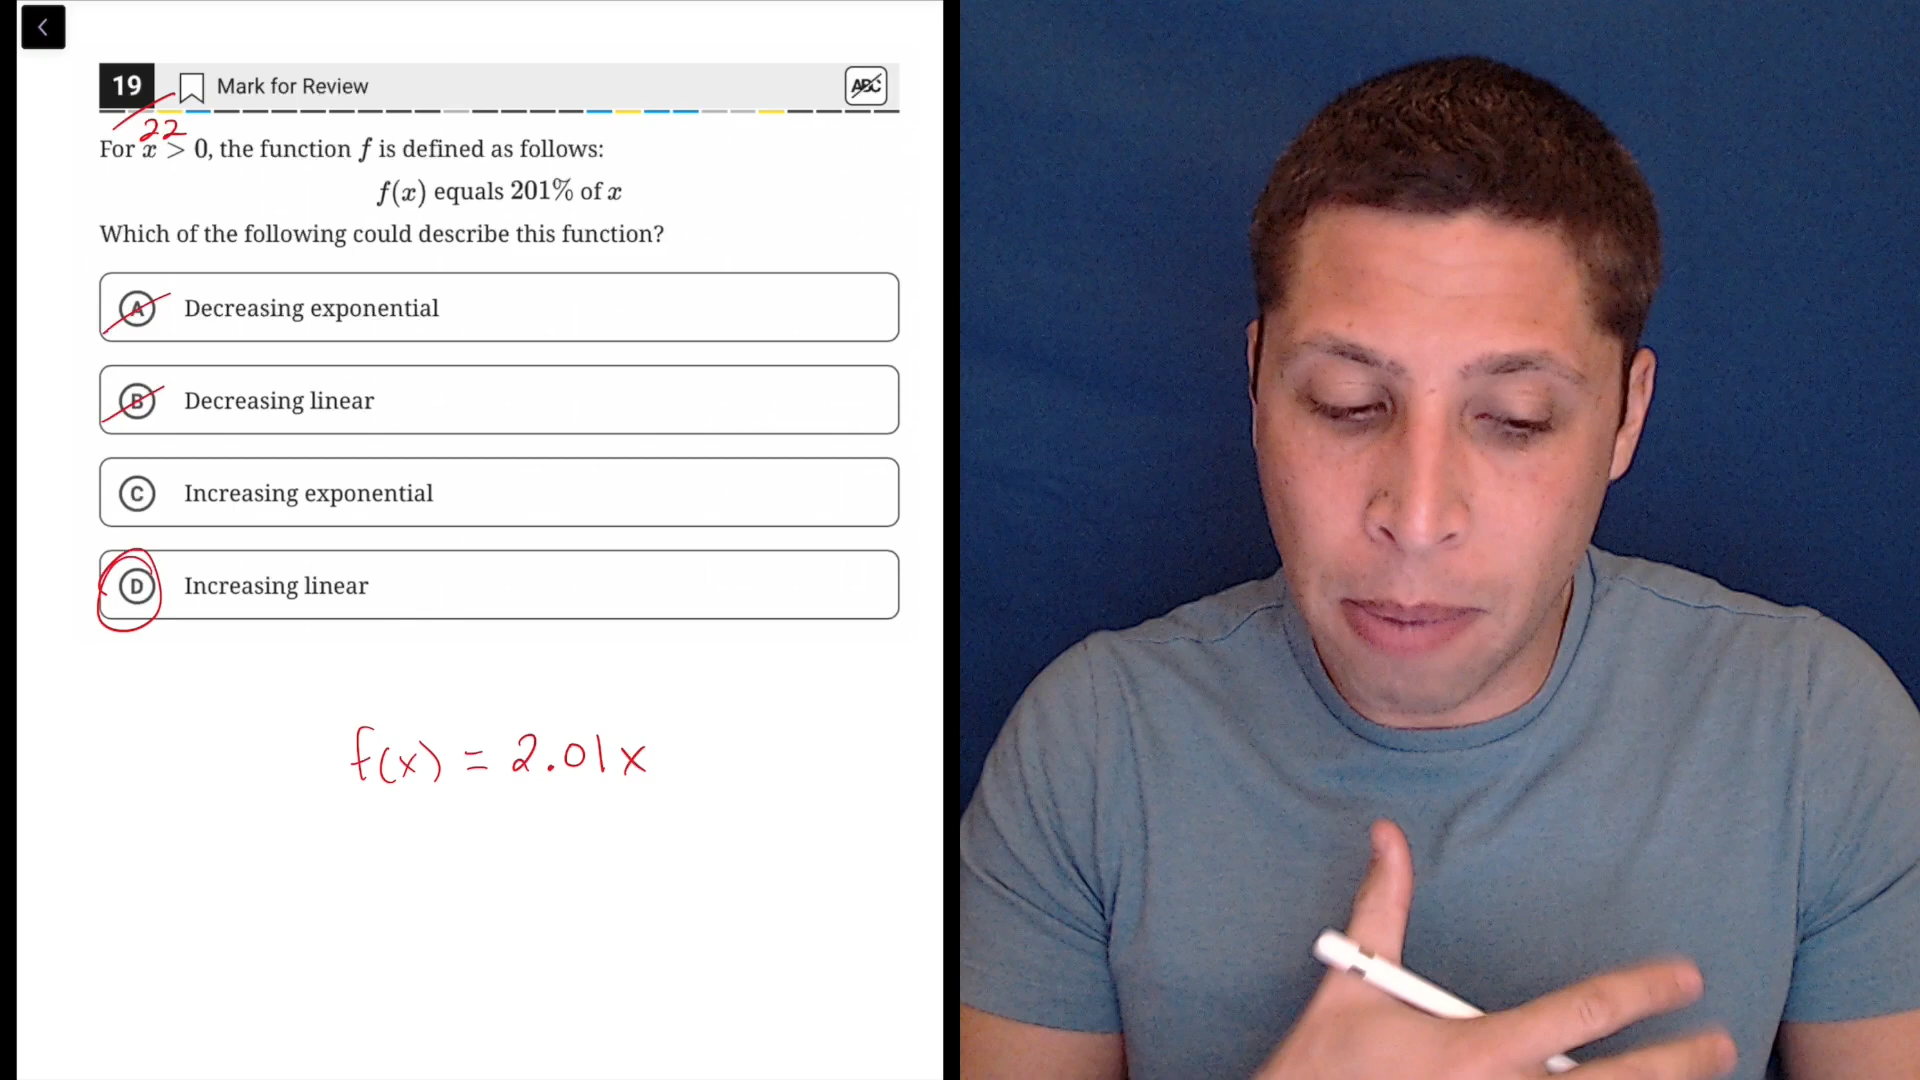 19 Mark for Review ABC
22
For x > 0, the function f is defined as follows:
f(x) equals 201% of x
Which of the following could describe this function?
A Decreasing exponential
B Decreasing linear
C Increasing exponential
D Increasing linear
f(x) = 2.01x